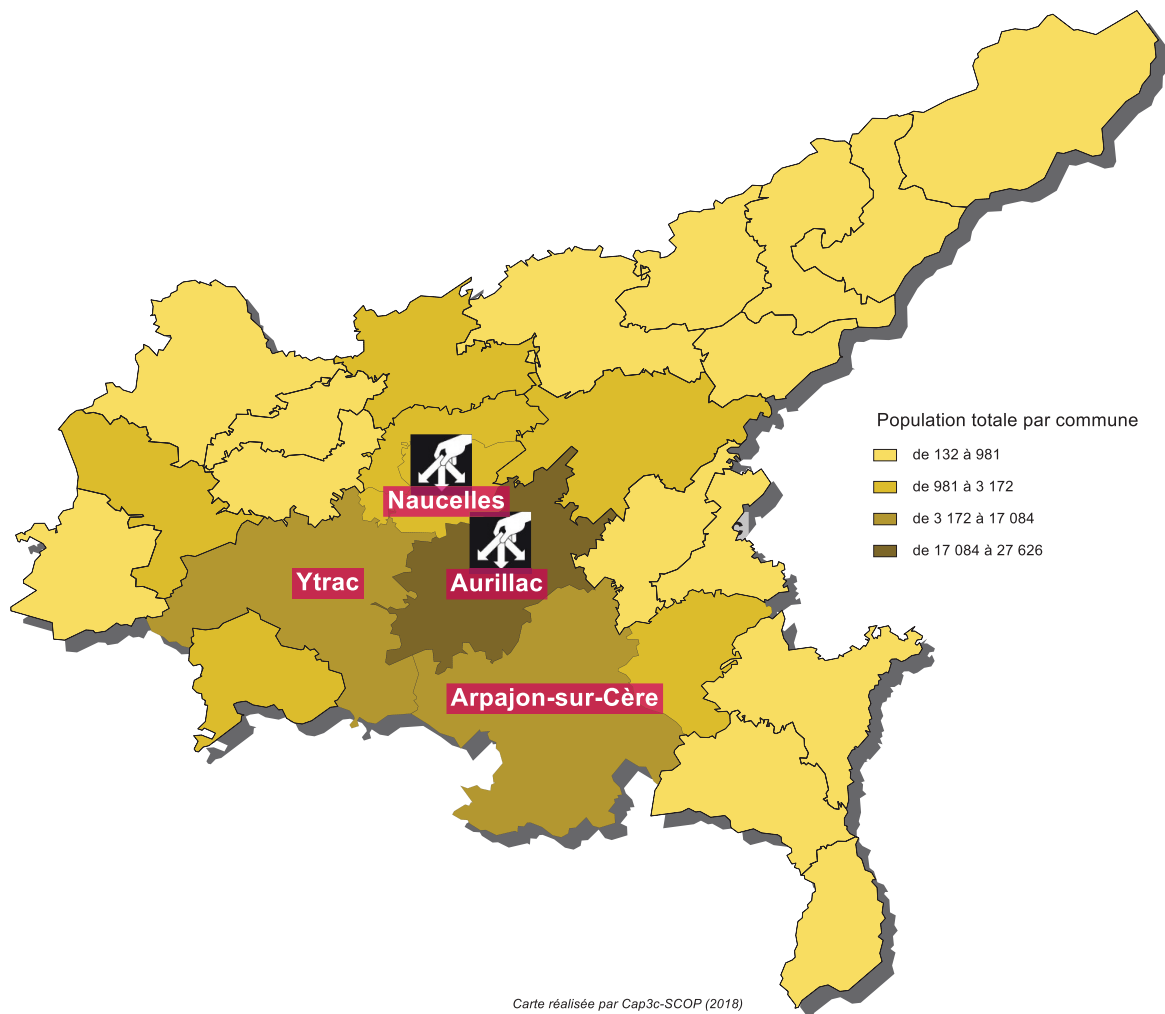 Population totale par commune
de 132 à 981
de 981 à 3 172
de 3 172 à 17 084
de 17 084 à 27 626
Naucelles
Ytrac
Aurillac
Arpajon-sur-Cère
Carte réalisée par Cap3c-SCOP (2018)